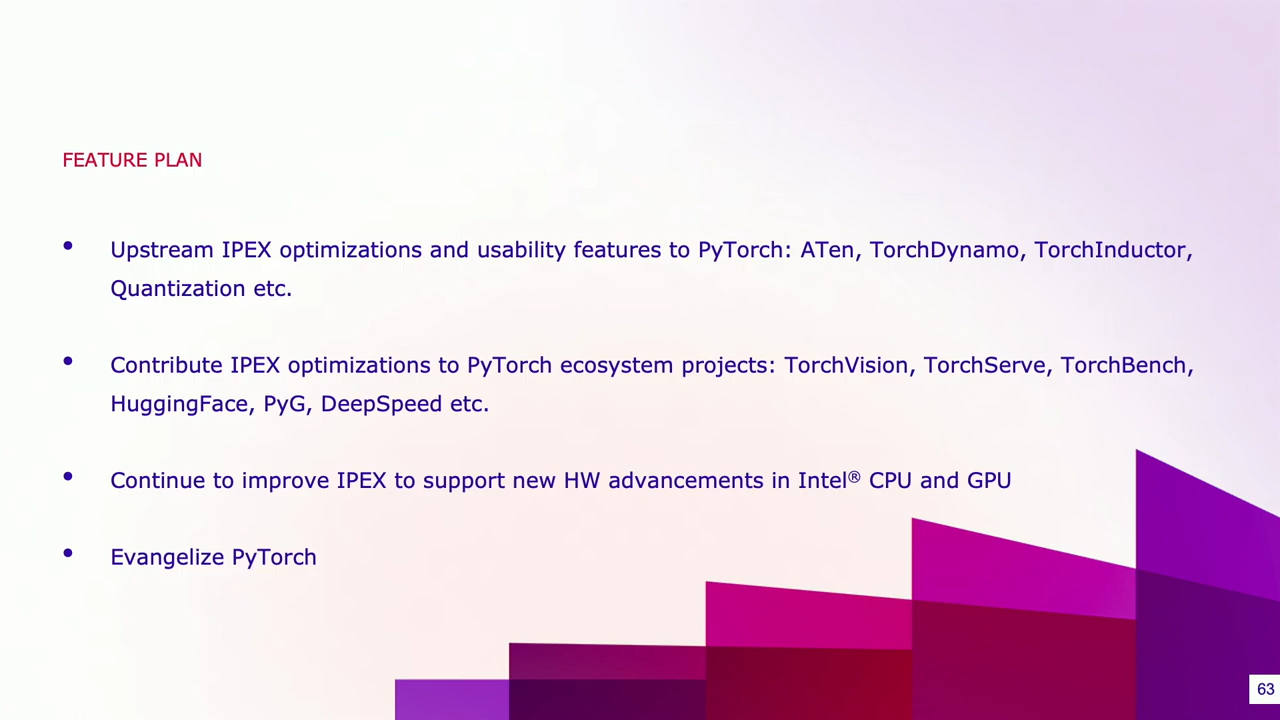 FEATURE PLAN
• Upstream IPEX optimizations and usability features to PyTorch: ATen, TorchDynamo, TorchInductor,
Quantization etc.
• Contribute IPEX optimizations to PyTorch ecosystem projects: TorchVision, TorchServe, TorchBench,
HuggingFace, PyG, DeepSpeed etc.
• Continue to improve IPEX to support new HW advancements in Intel® CPU and GPU
• Evangelize PyTorch
63